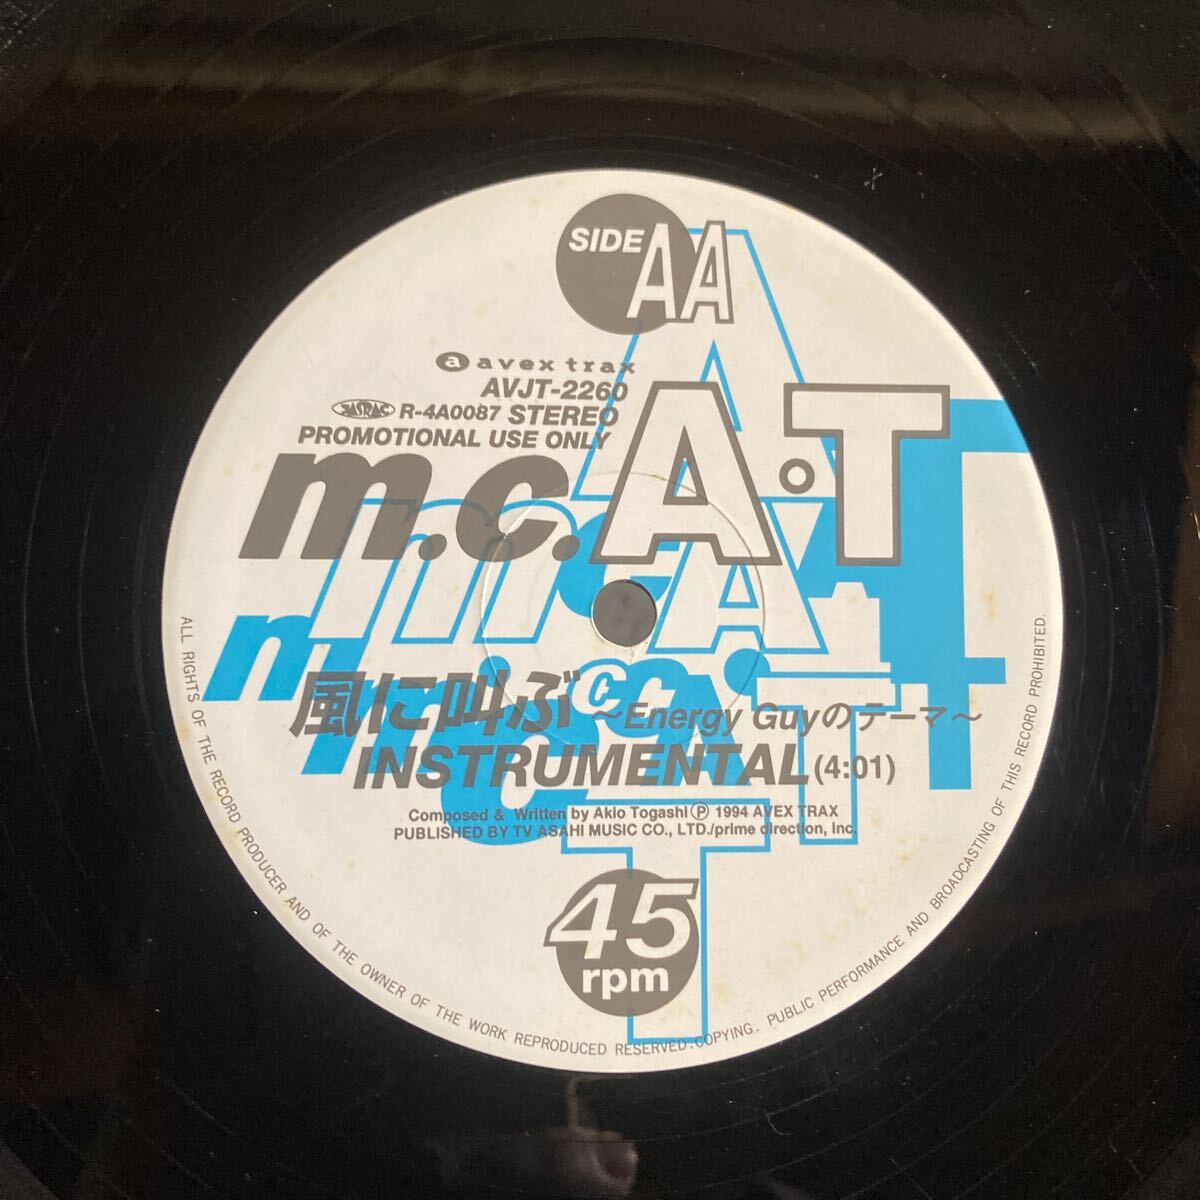 SIDE AA
a avex trax
AVJT-2260
JASRAC R-4A0087 STEREO
PROMOTIONAL USE ONLY
m.c.A・T
風に叫ぶ ～Energy Guyのテーマ～
INSTRUMENTAL (4:01)
Composed & Written by Akio Togashi Ⓟ 1994 AVEX TRAX
PUBLISHED BY TV ASAHI MUSIC CO., LTD./prime direction, Inc.
45
rpm
ALL RIGHTS OF THE RECORD PRODUCER AND OF THE OWNER OF THE WORK REPRODUCED RESERVED.COPYING. PUBLIC PERFORMANCE AND BROADCASTING OF THIS RECORD PROHIBITED.